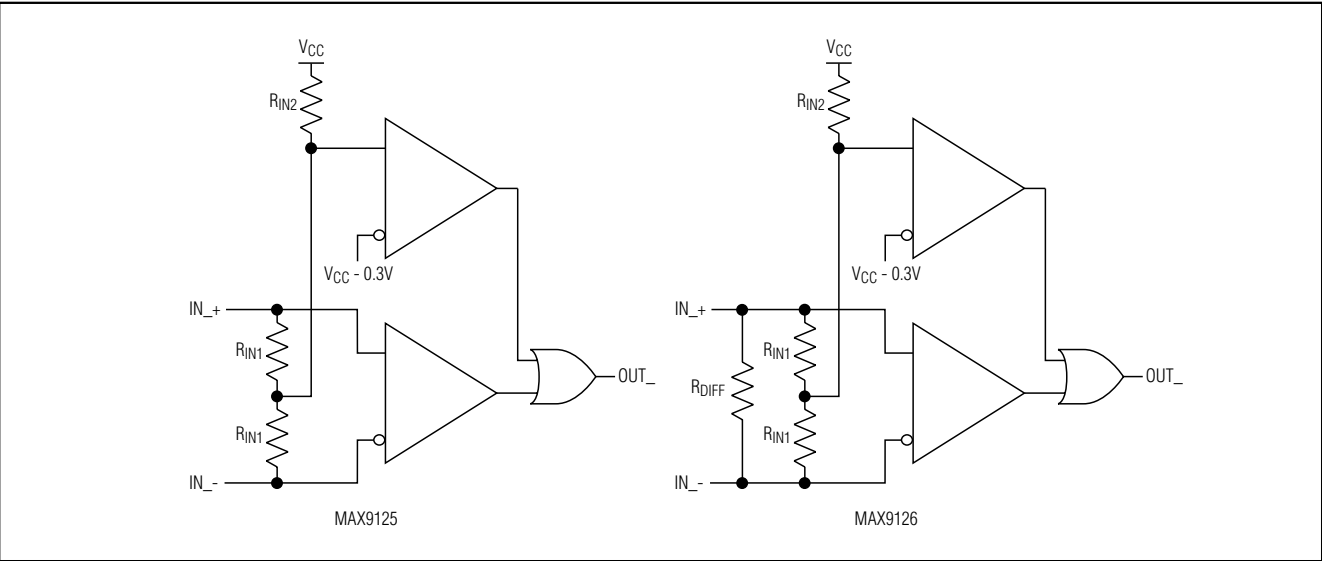 VCC
RIN2
VCC - 0.3V
IN_+
RIN1
RIN1
IN_-
OUT_
MAX9125
VCC
RIN2
VCC - 0.3V
IN_+
RDIFF
RIN1
RIN1
IN_-
OUT_
MAX9126